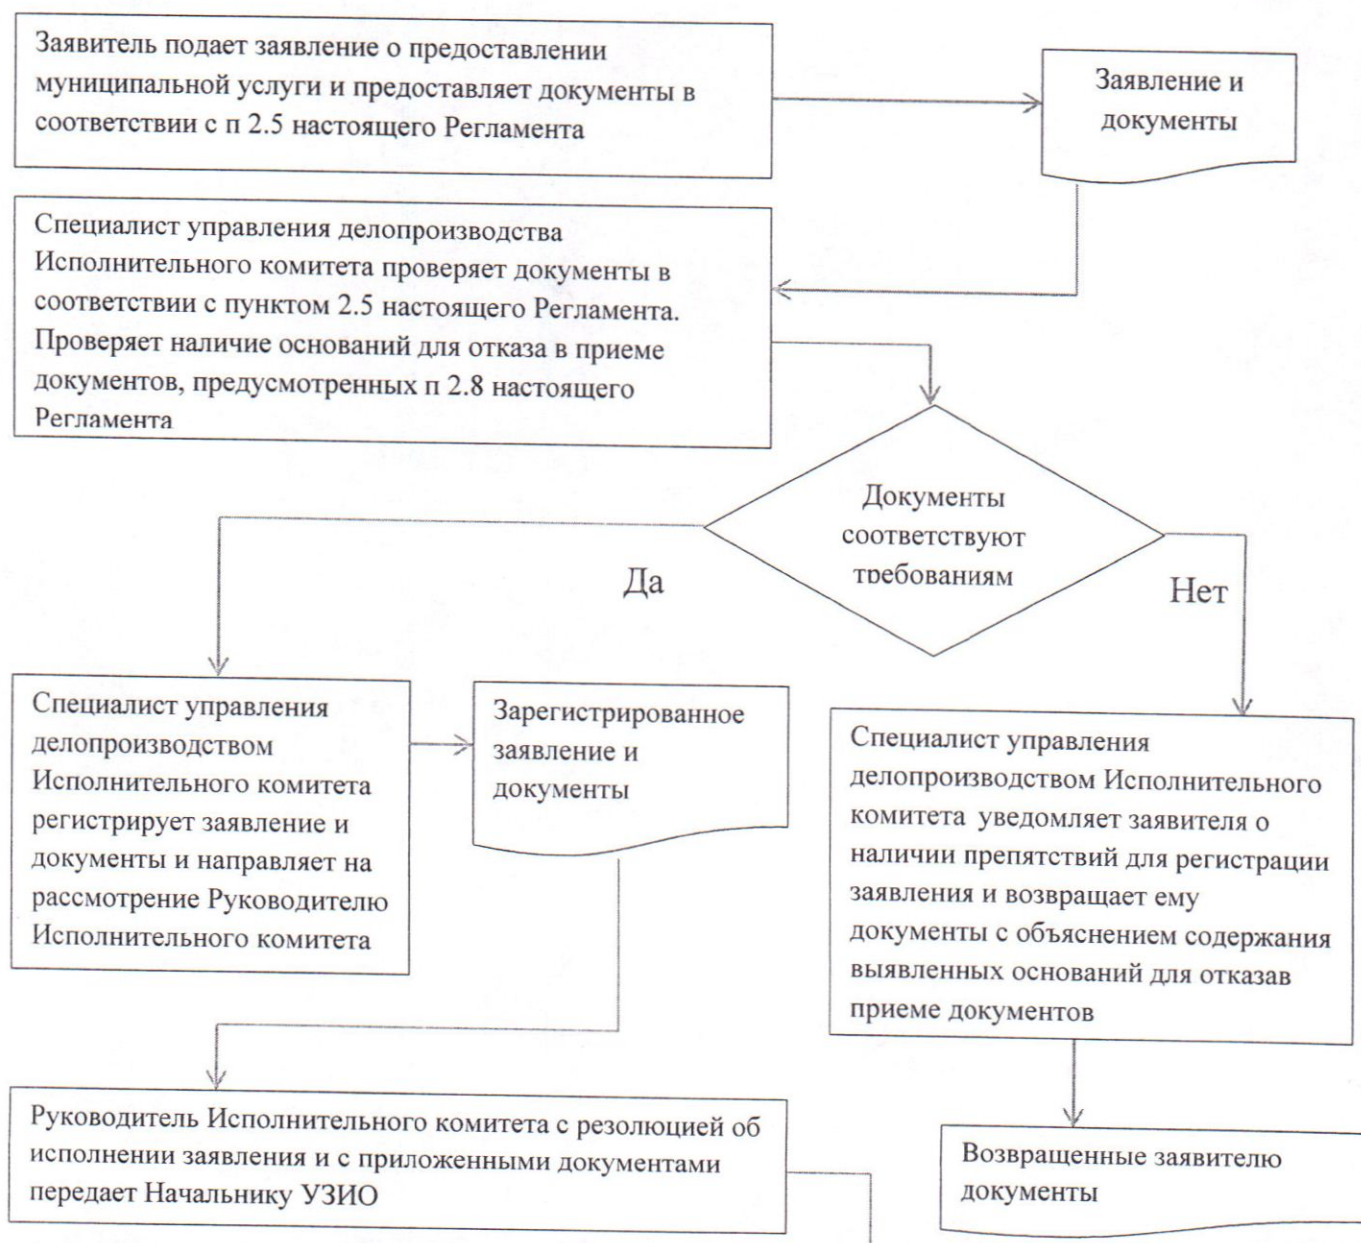 Заявитель подает заявление о предоставлении
муниципальной услуги и предоставляет документы в
соответствии с п 2.5 настоящего Регламента
Заявление и
документы
Специалист управления делопроизводства
Исполнительного комитета проверяет документы в
соответствии с пунктом 2.5 настоящего Регламента.
Проверяет наличие оснований для отказа в приеме
документов, предусмотренных п 2.8 настоящего
Регламента
Документы
соответствуют
требованиям
Да
Нет
Специалист управления
делопроизводством
Исполнительного комитета
регистрирует заявление и
документы и направляет на
рассмотрение Руководителю
Исполнительного комитета
Зарегистрированное
заявление и
документы
Специалист управления
делопроизводством Исполнительного
комитета уведомляет заявителя о
наличии препятствий для регистрации
заявления и возвращает ему
документы с объяснением содержания
выявленных оснований для отказав
приеме документов
Руководитель Исполнительного комитета с резолюцией об
исполнении заявления и с приложенными документами
передает Начальнику УЗИО
Возвращенные заявителю
документы